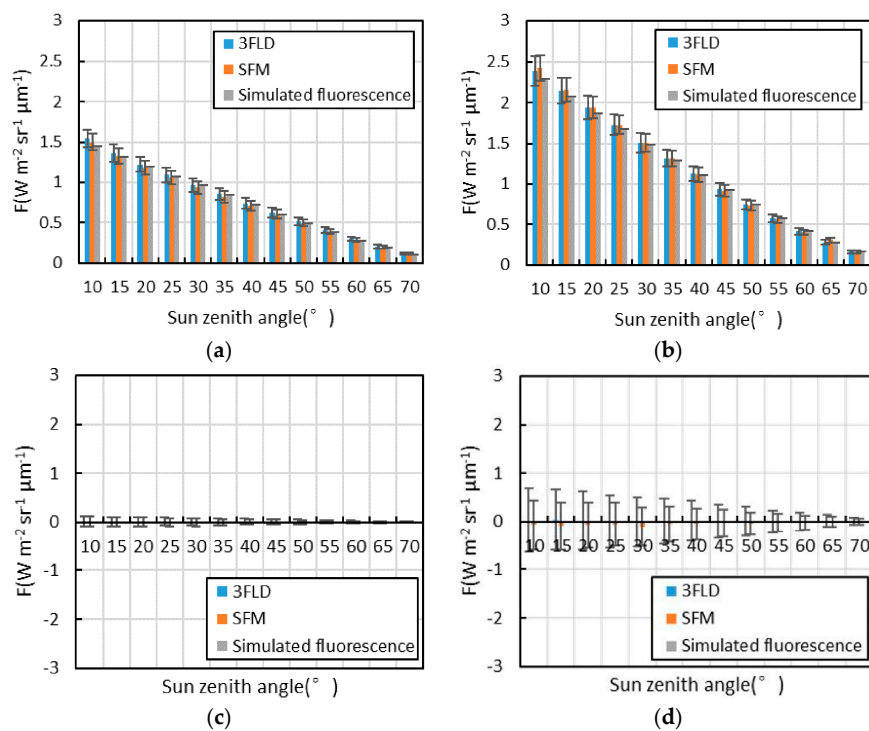 3
2.5
2
1.5
1
0.5
0
F(W m⁻² sr⁻¹ μm⁻¹)
3FLD
SFM
Simulated fluorescence
10 15 20 25 30 35 40 45 50 55 60 65 70
Sun zenith angle(° )
(a)
3
2.5
2
1.5
1
0.5
0
F(W m⁻² sr⁻¹ μm⁻¹)
3FLD
SFM
Simulated fluorescence
10 15 20 25 30 35 40 45 50 55 60 65 70
Sun zenith angle(° )
(b)
3
2
1
0
-1
-2
-3
F(W m⁻² sr⁻¹ μm⁻¹)
10 15 20 25 30 35 40 45 50 55 60 65 70
3FLD
SFM
Simulated fluorescence
Sun zenith angle(° )
(c)
3
2
1
0
-1
-2
-3
F(W m⁻² sr⁻¹ μm⁻¹)
10 15 20 25 30 35 40 45 50 55 60 65 70
3FLD
SFM
Simulated fluorescence
Sun zenith angle(° )
(d)